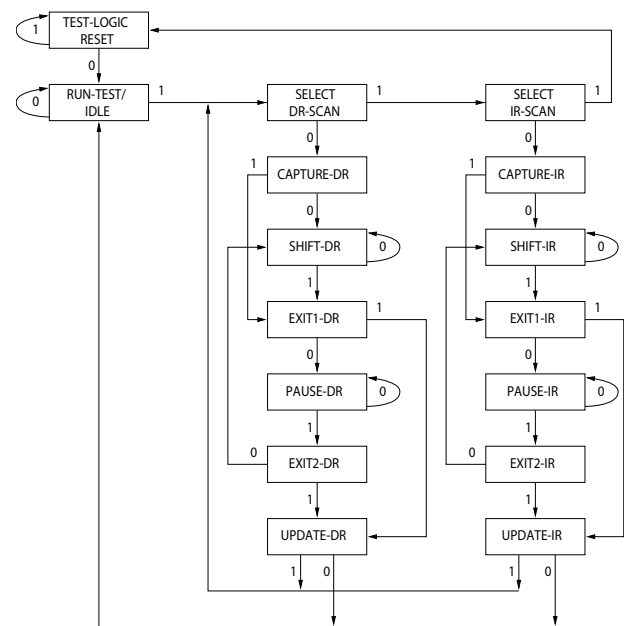 TEST-LOGIC
RESET
1
0
RUN-TEST/
IDLE
0
1
SELECT
DR-SCAN
1
SELECT
IR-SCAN
1
0
0
1
CAPTURE-DR
1
CAPTURE-IR
0
0
SHIFT-DR
0
SHIFT-IR
0
1
1
EXIT1-DR
1
EXIT1-IR
1
0
0
PAUSE-DR
0
PAUSE-IR
0
1
1
0
EXIT2-DR
0
EXIT2-IR
1
1
UPDATE-DR
UPDATE-IR
1
0
1
0